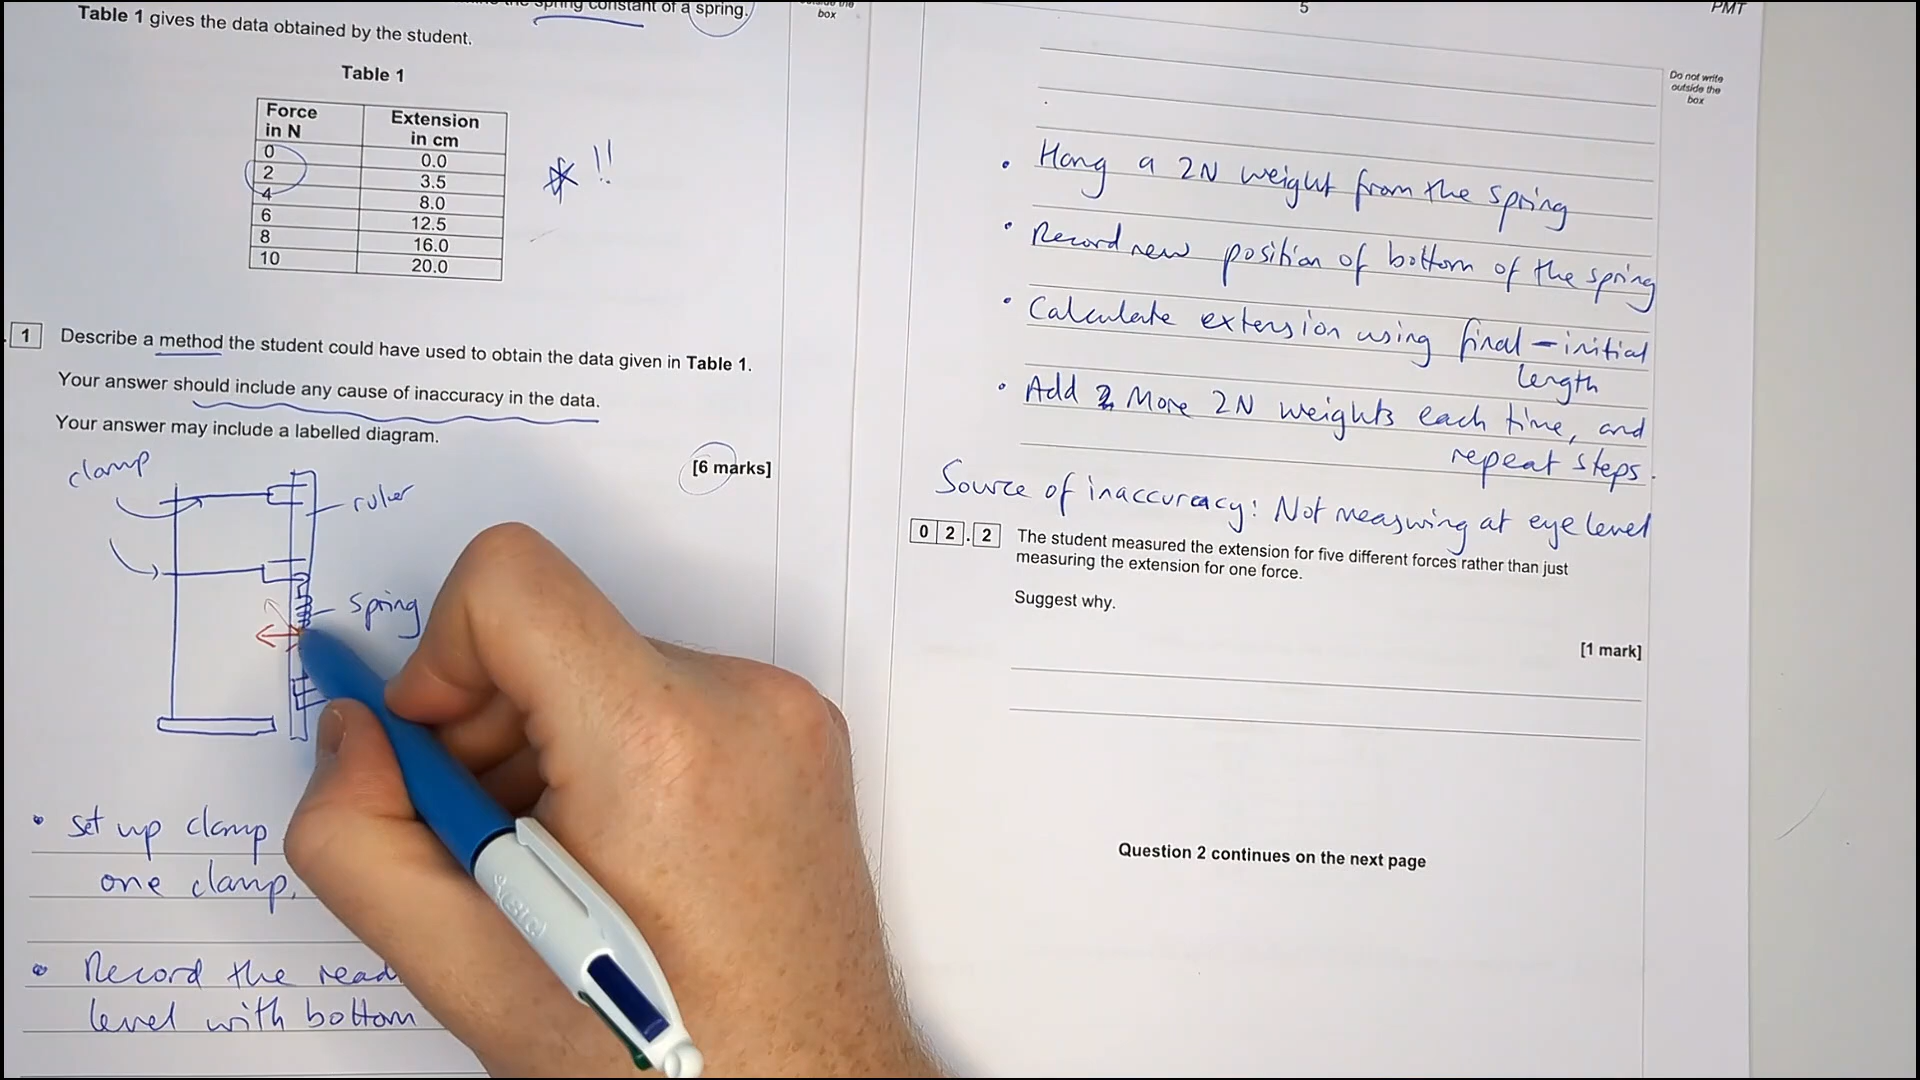 spring constant of a spring.
Table 1 gives the data obtained by the student.
Table 1
Force in N Extension in cm
0 0.0
2 3.5
4 8.0
6 12.5
8 16.0
10 20.0
* !!
box
1 Describe a method the student could have used to obtain the data given in Table 1.
Your answer should include any cause of inaccuracy in the data.
Your answer may include a labelled diagram.
[6 marks]
clamp
ruler
spring
• set up clamp
one clamp.
• Record the read
level with bottom
5
PMT
Do not write
outside the
box
• Hang a 2N weight from the spring
• Record new position of bottom of the spring
• Calculate extension using final - initial
length
• Add 2 More 2N weights each time, and
repeat steps.
Source of inaccuracy: Not measuring at eye level
0 2 . 2 The student measured the extension for five different forces rather than just
measuring the extension for one force.
Suggest why.
[1 mark]
Question 2 continues on the next page
BIC